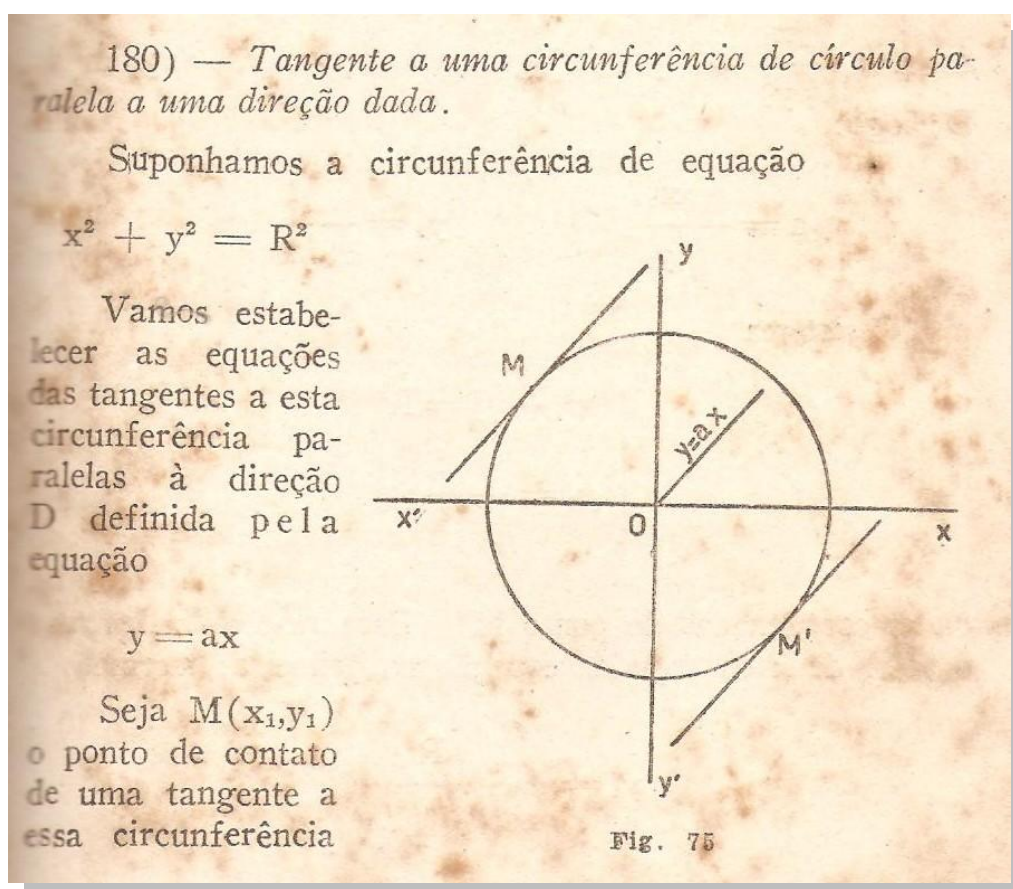 180) — Tangente a uma circunferência de círculo pa-
ralela a uma direção dada.
Suponhamos a circunferência de equação
x² + y² = R²
Vamos estabe-
lecer as equações
das tangentes a esta
circunferência pa-
ralelas à direção
D definida pela
equação
y = ax
Seja M(x₁,y₁)
o ponto de contato
de uma tangente a
essa circunferência
y
M
y=ax
x'
O
x
M'
y'
Fig. 75